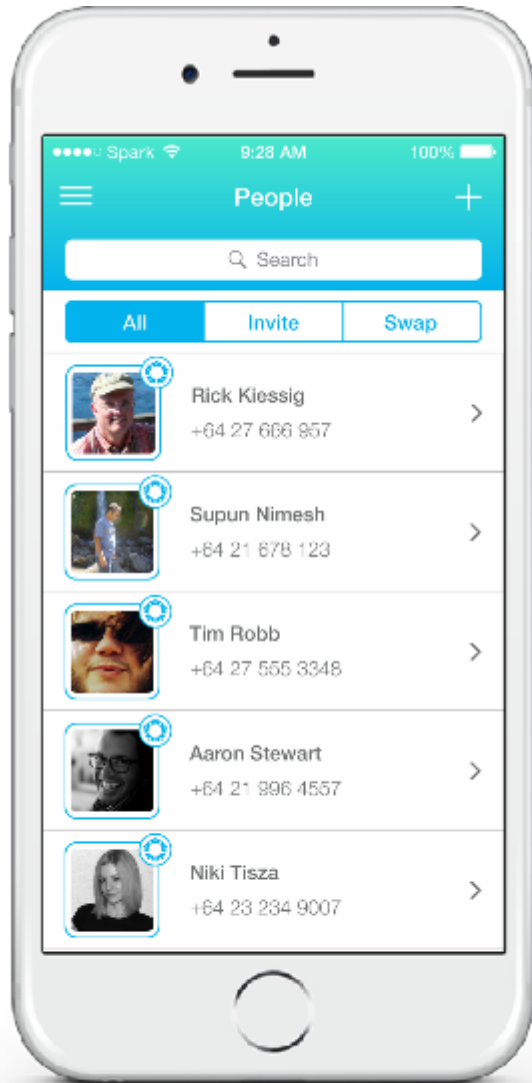 Spark 9:28 AM 100%
People
Search
All Invite Swap
Rick Kiessig
+64 27 666 957
Supun Nimesh
+64 21 678 123
Tim Robb
+64 27 555 3348
Aaron Stewart
+64 21 996 4557
Niki Tisza
+64 23 234 9007